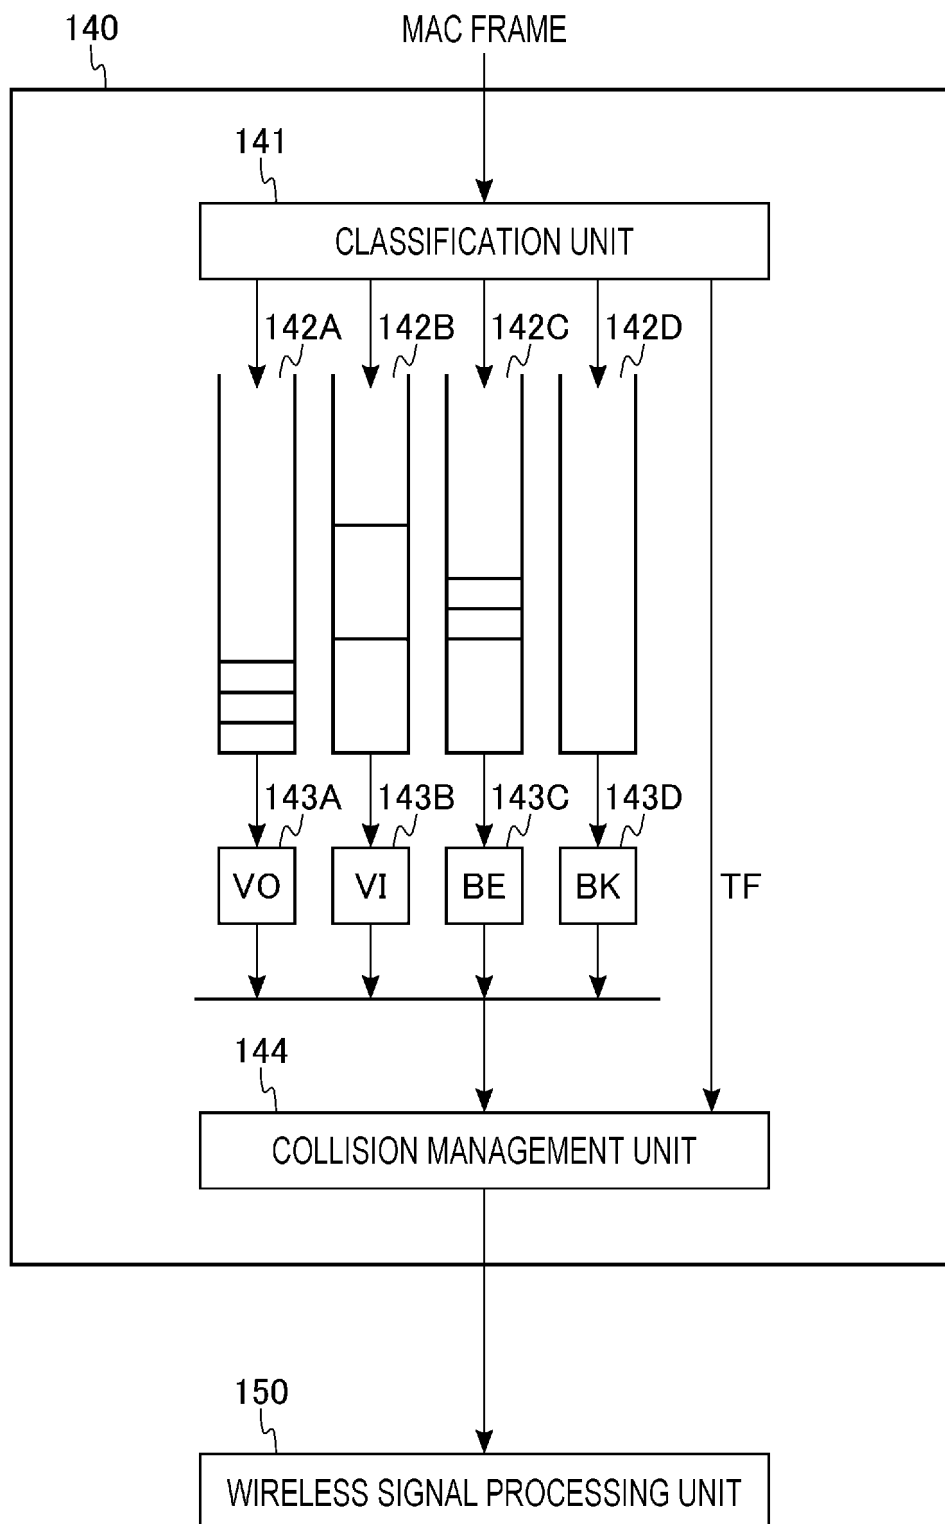 140
MAC FRAME
141
CLASSIFICATION UNIT
142A 142B 142C 142D
143A 143B 143C 143D
VO VI BE BK TF
144
COLLISION MANAGEMENT UNIT
150
WIRELESS SIGNAL PROCESSING UNIT